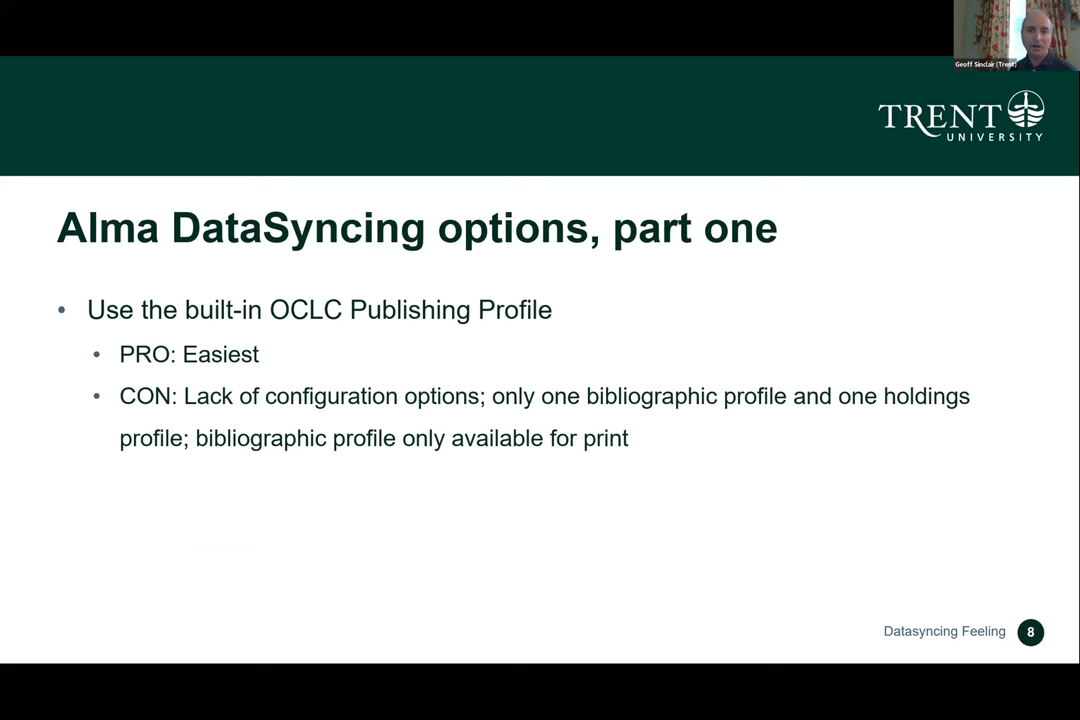 Geoff Sinclair (Trent)
TRENT
UNIVERSITY
Alma DataSyncing options, part one
• Use the built-in OCLC Publishing Profile
• PRO: Easiest
• CON: Lack of configuration options; only one bibliographic profile and one holdings
profile; bibliographic profile only available for print
Datasyncing Feeling 8